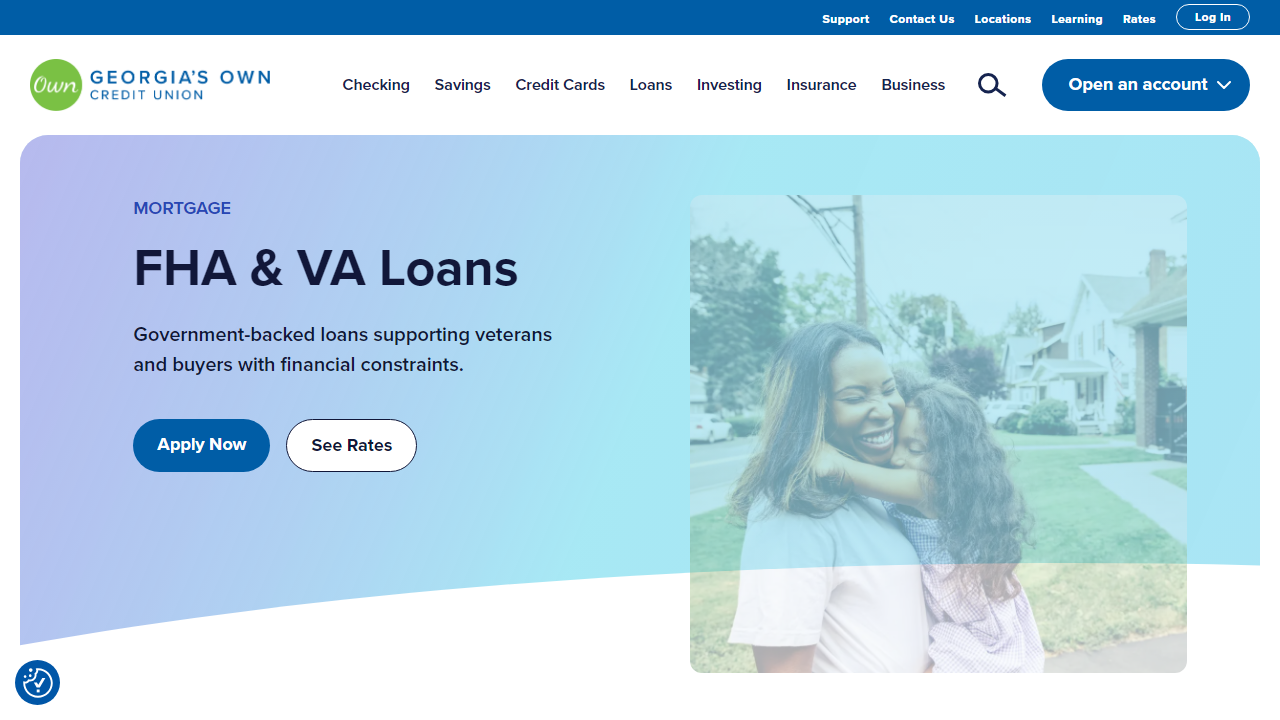 Support Contact Us Locations Learning Rates Log In
Own GEORGIA'S OWN
CREDIT UNION
Checking Savings Credit Cards Loans Investing Insurance Business Open an account
MORTGAGE
FHA & VA Loans
Government-backed loans supporting veterans
and buyers with financial constraints.
Apply Now See Rates